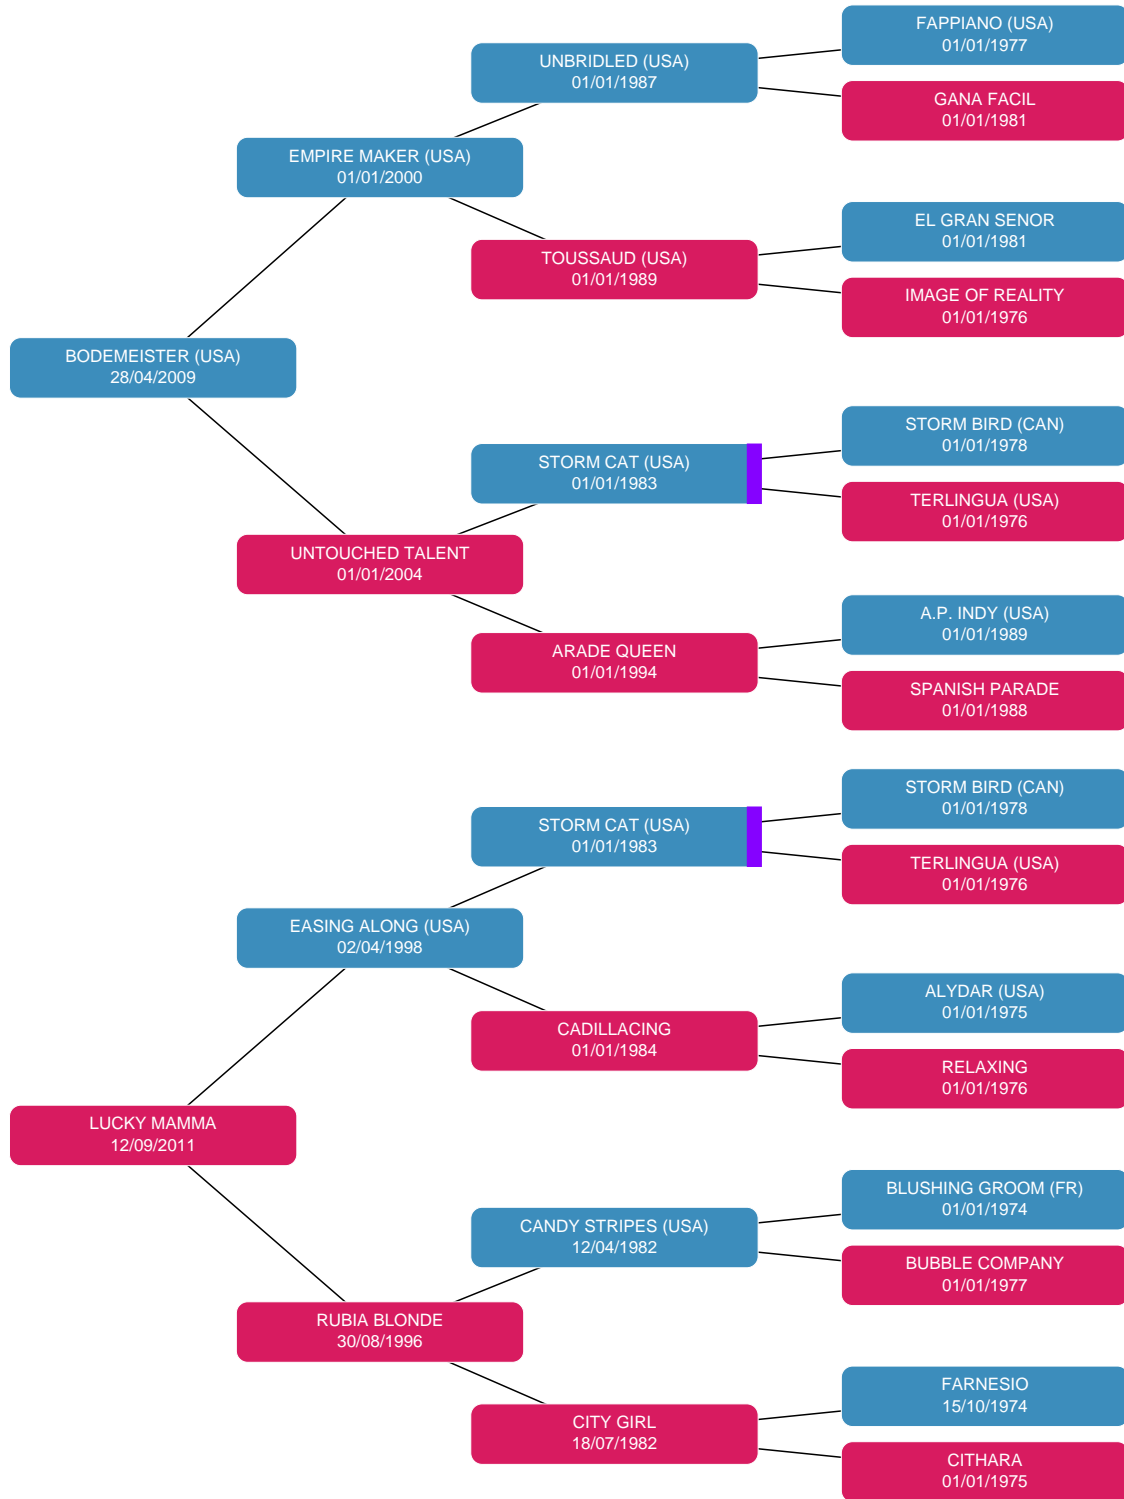 FAPPIANO (USA)
01/01/1977
UNBRIDLED (USA)
01/01/1987
GANA FACIL
01/01/1981
EMPIRE MAKER (USA)
01/01/2000
EL GRAN SENOR
01/01/1981
TOUSSAUD (USA)
01/01/1989
IMAGE OF REALITY
01/01/1976
BODEMEISTER (USA)
28/04/2009
STORM BIRD (CAN)
01/01/1978
STORM CAT (USA)
01/01/1983
TERLINGUA (USA)
01/01/1976
UNTOUCHED TALENT
01/01/2004
A.P. INDY (USA)
01/01/1989
ARADE QUEEN
01/01/1994
SPANISH PARADE
01/01/1988
STORM BIRD (CAN)
01/01/1978
STORM CAT (USA)
01/01/1983
TERLINGUA (USA)
01/01/1976
EASING ALONG (USA)
02/04/1998
ALYDAR (USA)
01/01/1975
CADILLACING
01/01/1984
RELAXING
01/01/1976
LUCKY MAMMA
12/09/2011
BLUSHING GROOM (FR)
01/01/1974
CANDY STRIPES (USA)
12/04/1982
BUBBLE COMPANY
01/01/1977
RUBIA BLONDE
30/08/1996
FARNESIO
15/10/1974
CITY GIRL
18/07/1982
CITHARA
01/01/1975